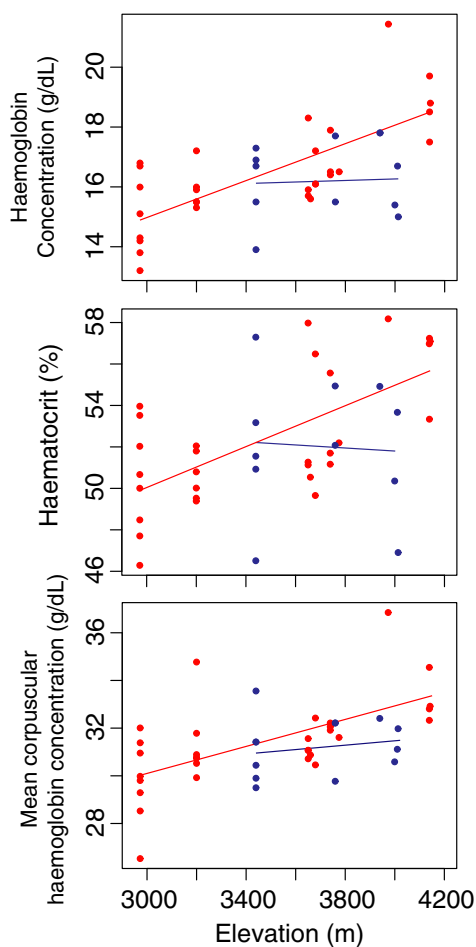 Haemoglobin
Concentration (g/dL)
20
18
16
14
Haematocrit (%)
58
54
50
46
Mean corpuscular
haemoglobin concentration (g/dL)
36
32
28
3000 3400 3800 4200
Elevation (m)